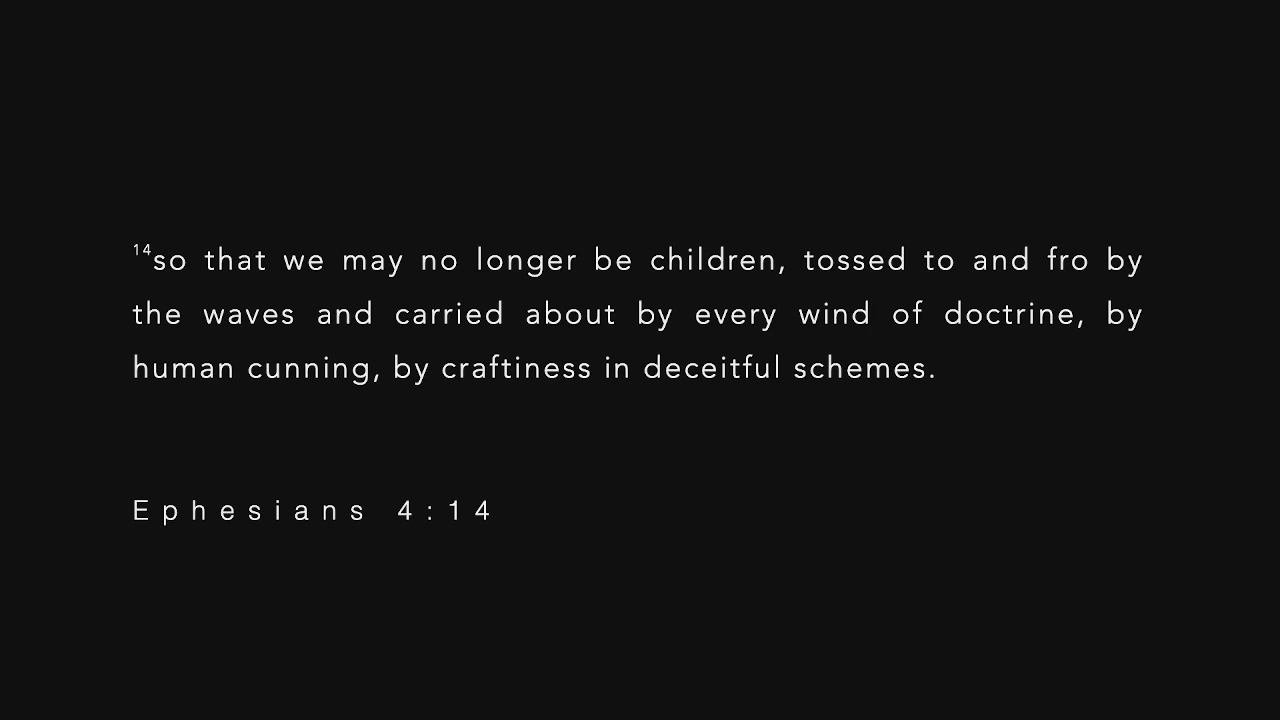 14so that we may no longer be children, tossed to and fro by
the waves and carried about by every wind of doctrine, by
human cunning, by craftiness in deceitful schemes.
Ephesians 4:14